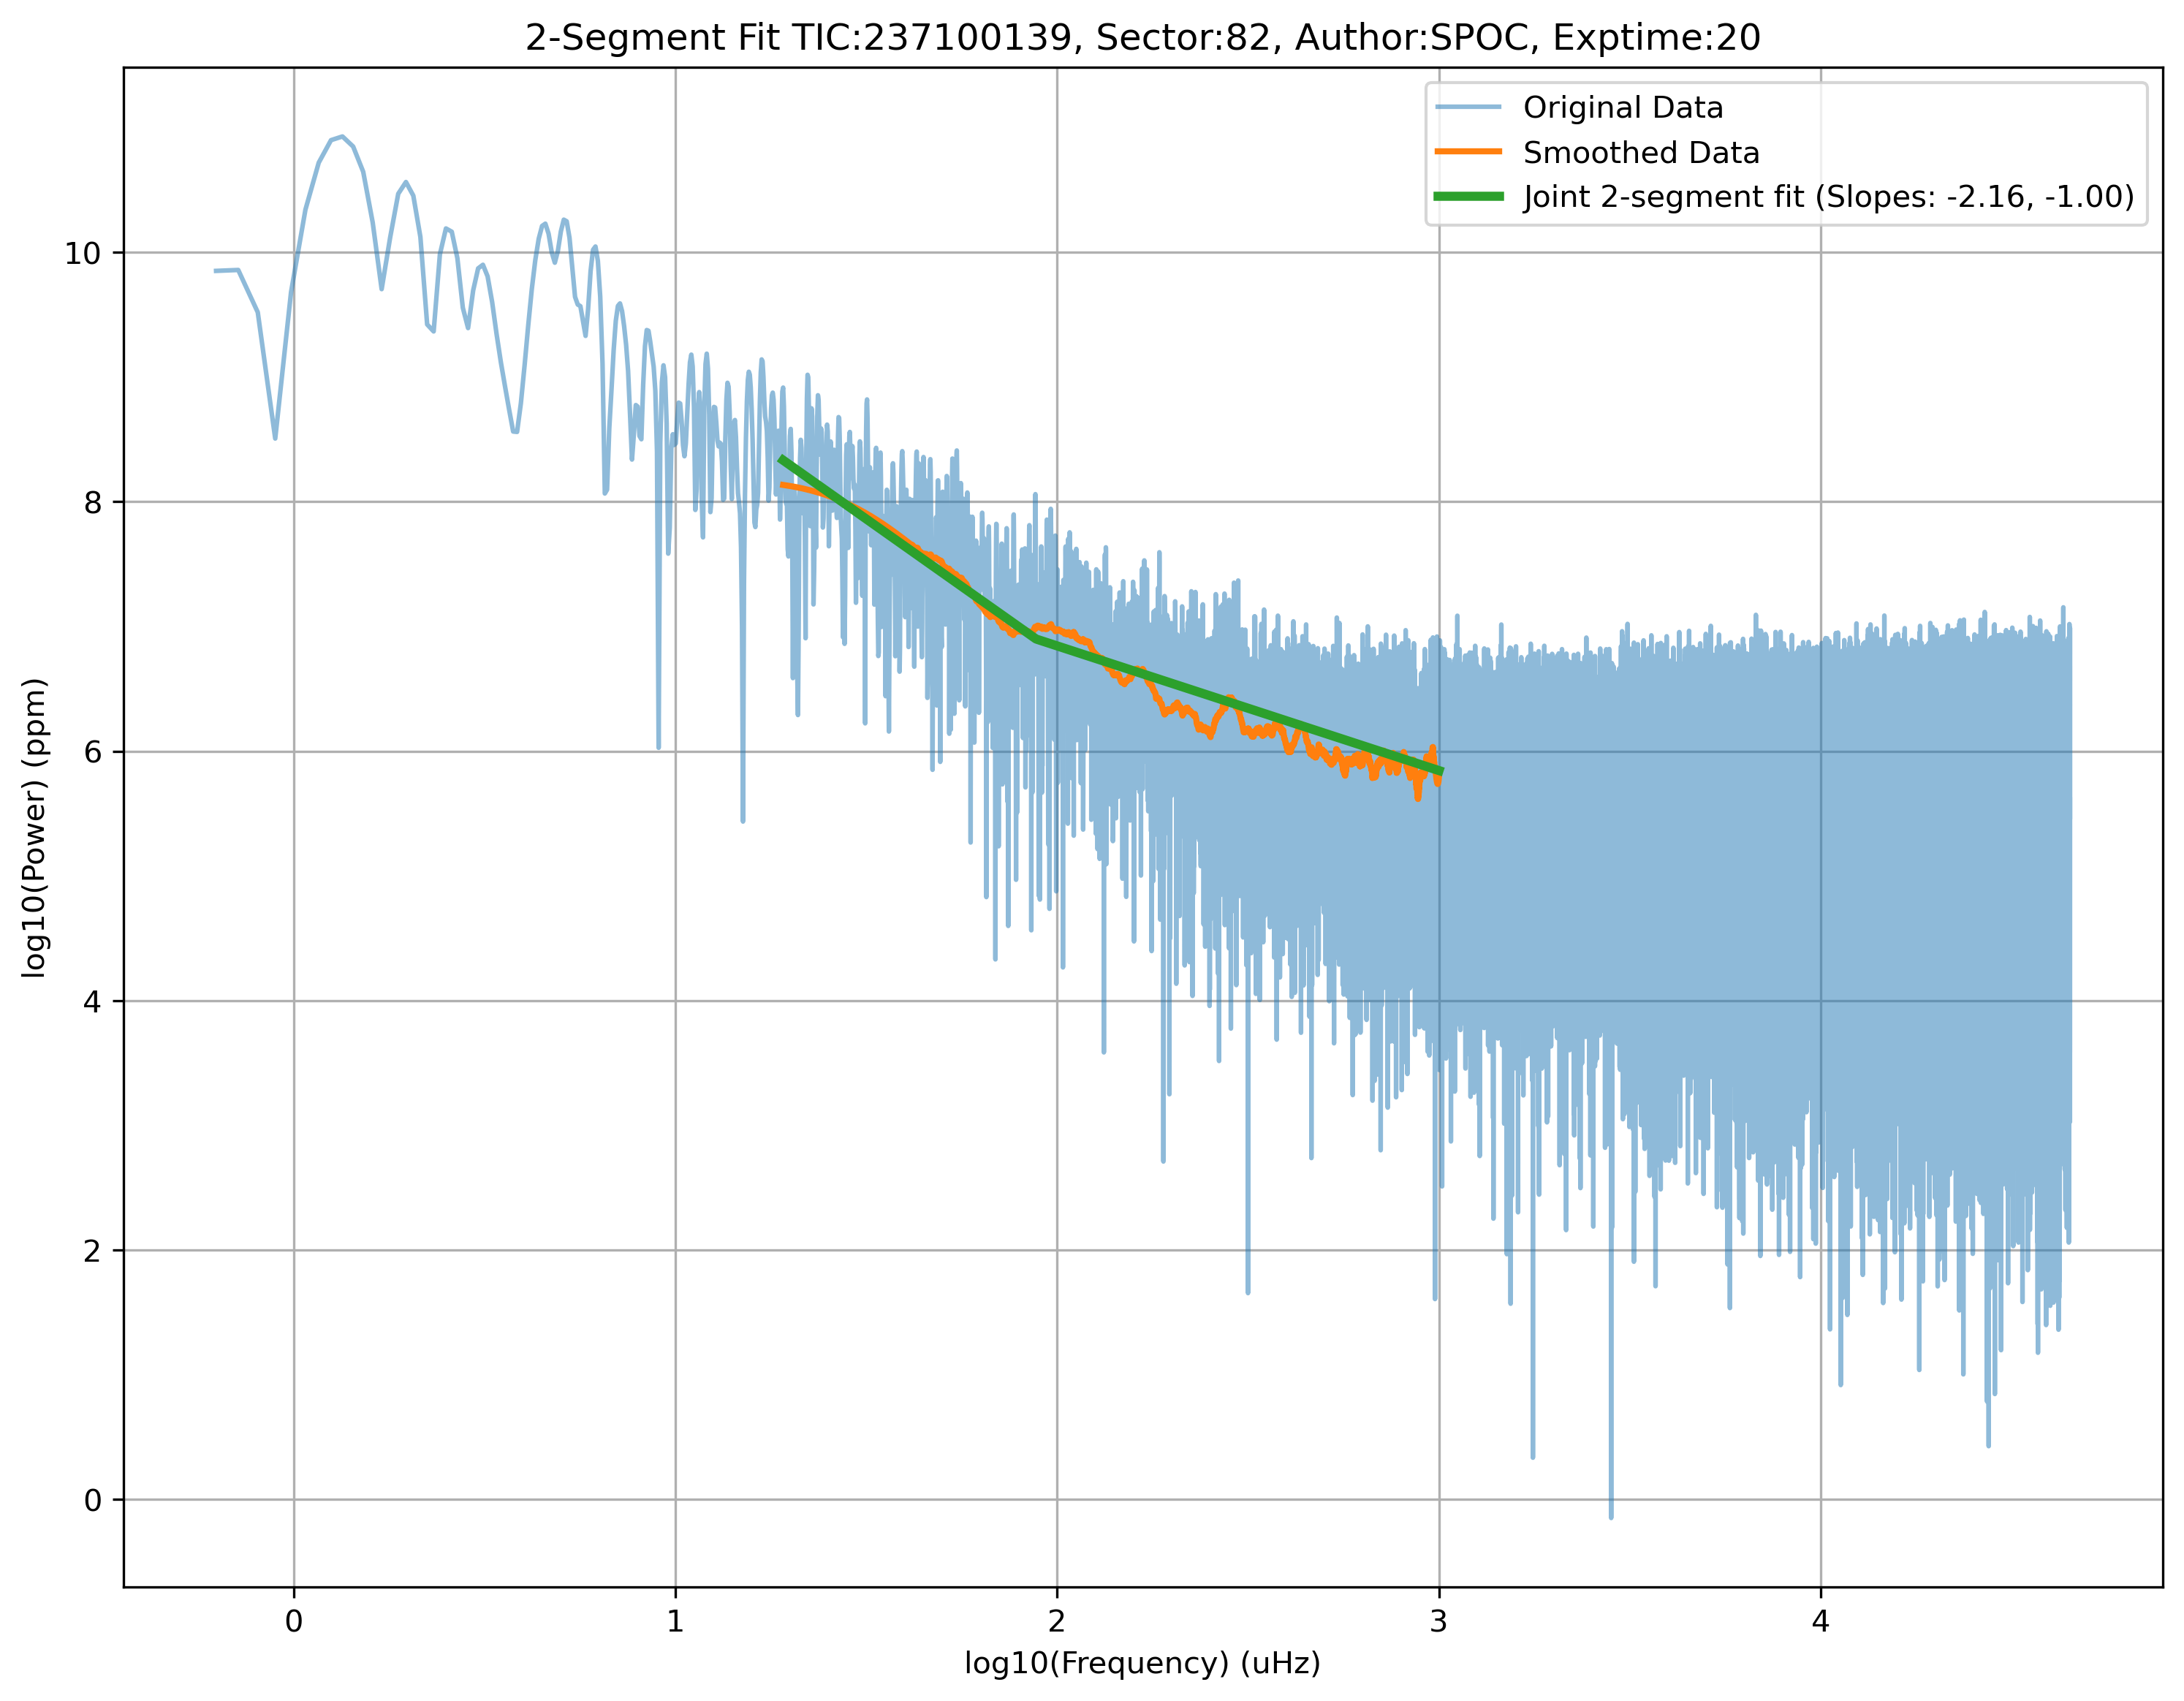 2-Segment Fit TIC:237100139, Sector:82, Author:SPOC, Exptime:20
Original Data
Smoothed Data
Joint 2-segment fit (Slopes: -2.16, -1.00)
log10(Power) (ppm)
10
8
6
4
2
0
0 1 2 3 4
log10(Frequency) (uHz)